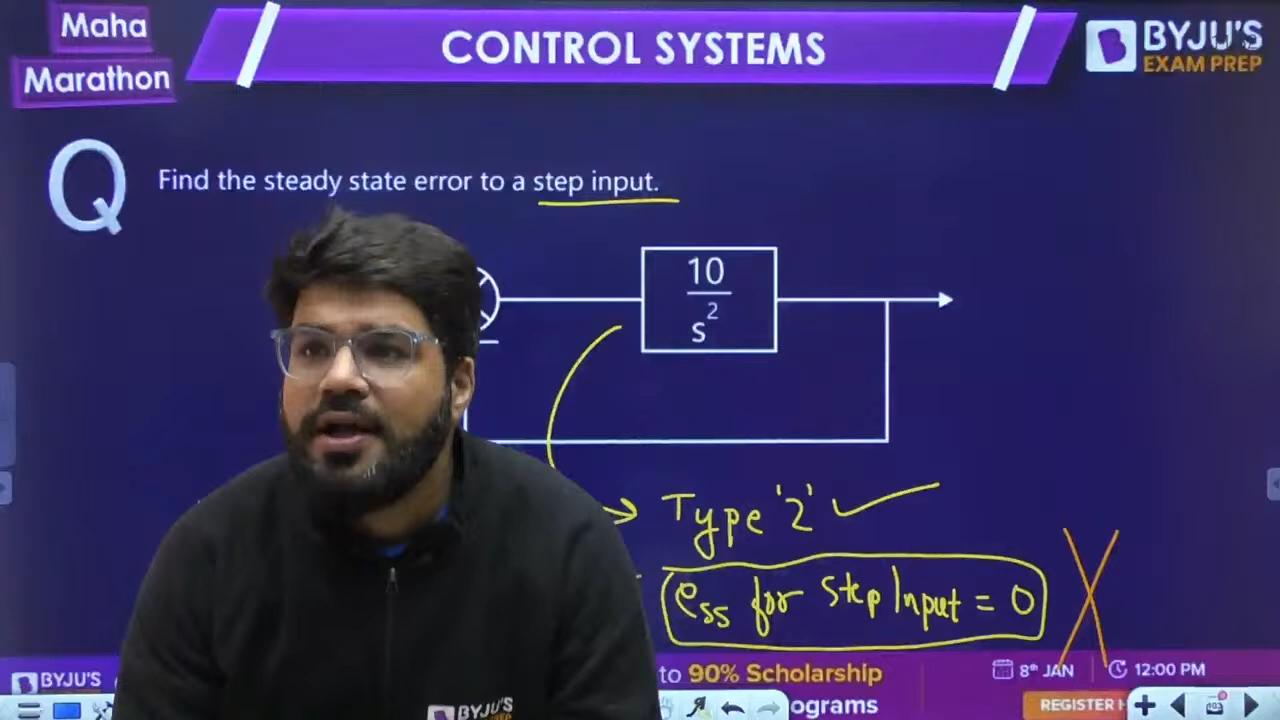 Maha
Marathon
CONTROL SYSTEMS
BYJU'S
EXAM PREP
Q
Find the steady state error to a step input.
10
s²
Type '2'
ess for step Input = 0
BYJU'S
to 90% Scholarship
8th JAN
12:00 PM
ograms
REGISTER
BYJU'S